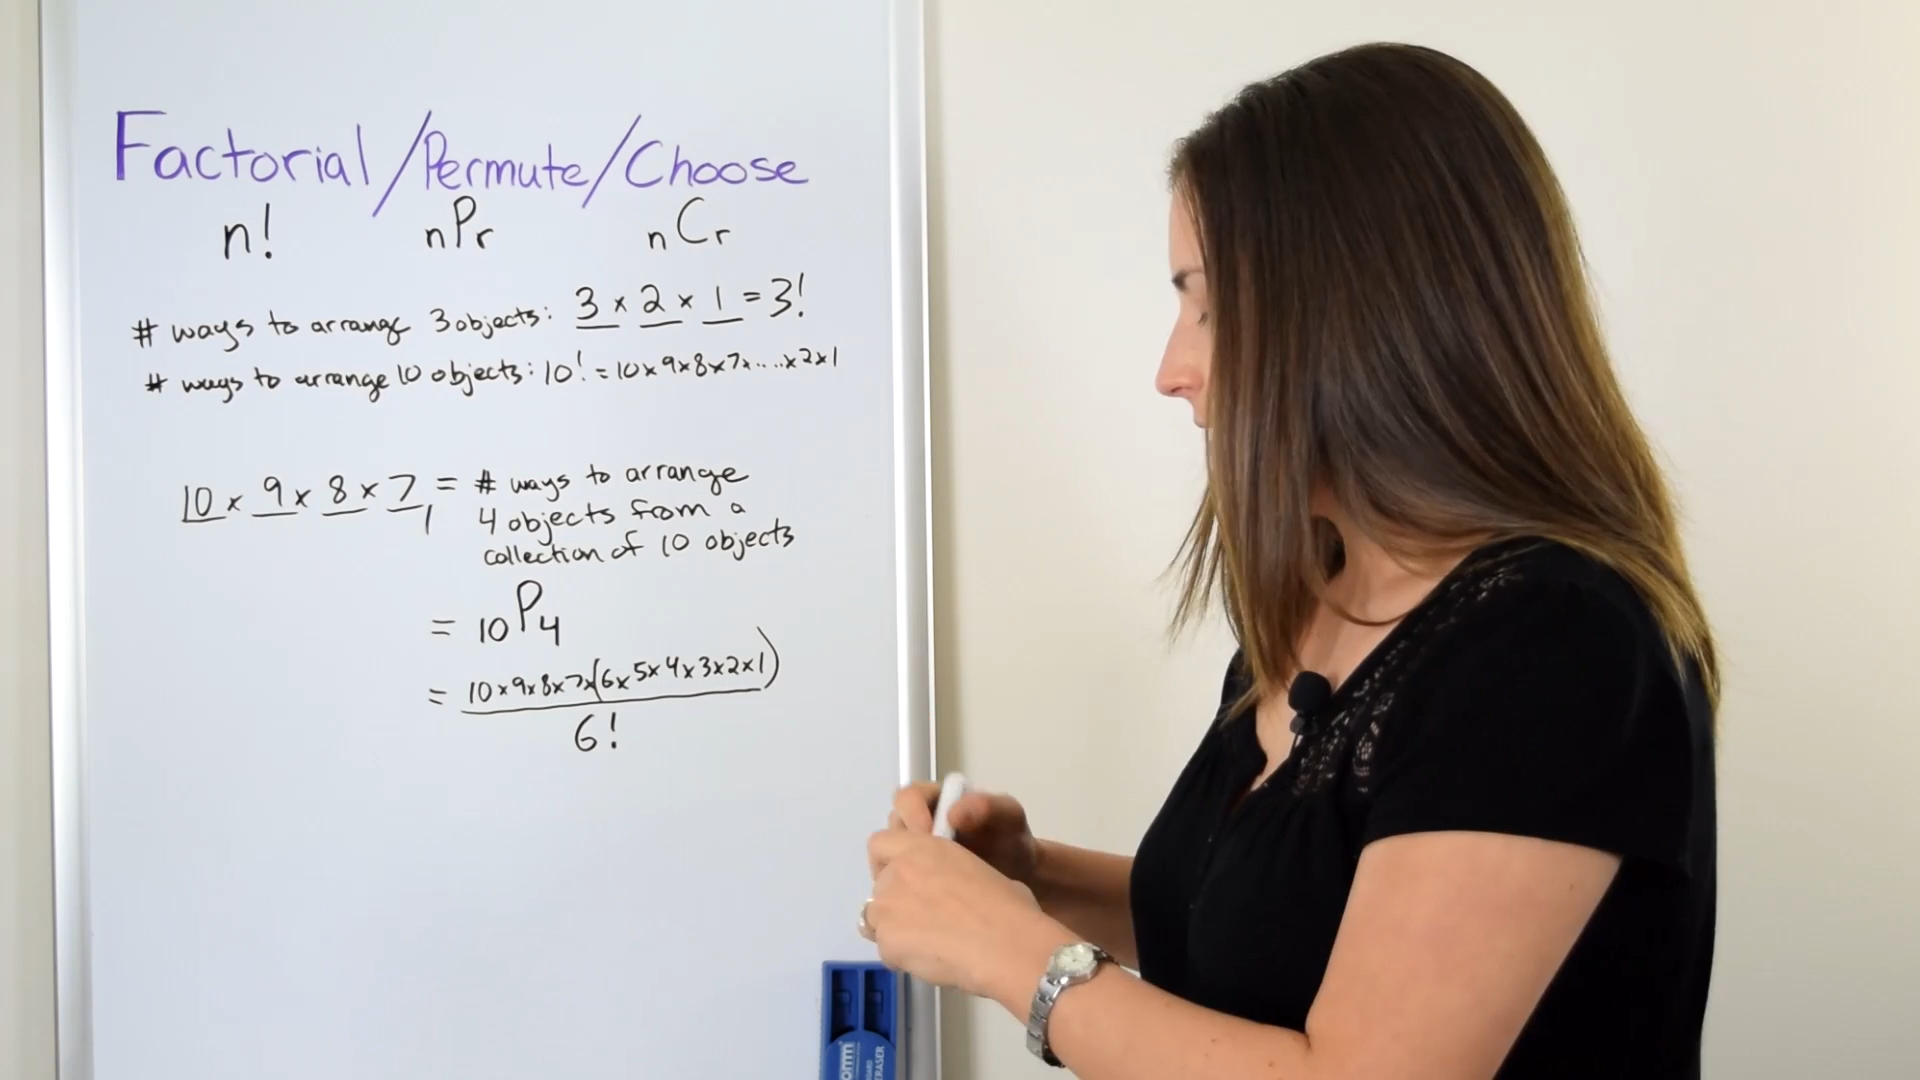 Factorial/Permute/Choose
n! nPr nCr
# ways to arrange 3 objects: 3 x 2 x 1 = 3!
# ways to arrange 10 objects: 10! = 10x9x8x7x.....x2x1
10 x 9 x 8 x 7 = # ways to arrange
4 objects from a
collection of 10 objects
= 10P4
= 10x9x8x7x(6x5x4x3x2x1)
6!
ERASER